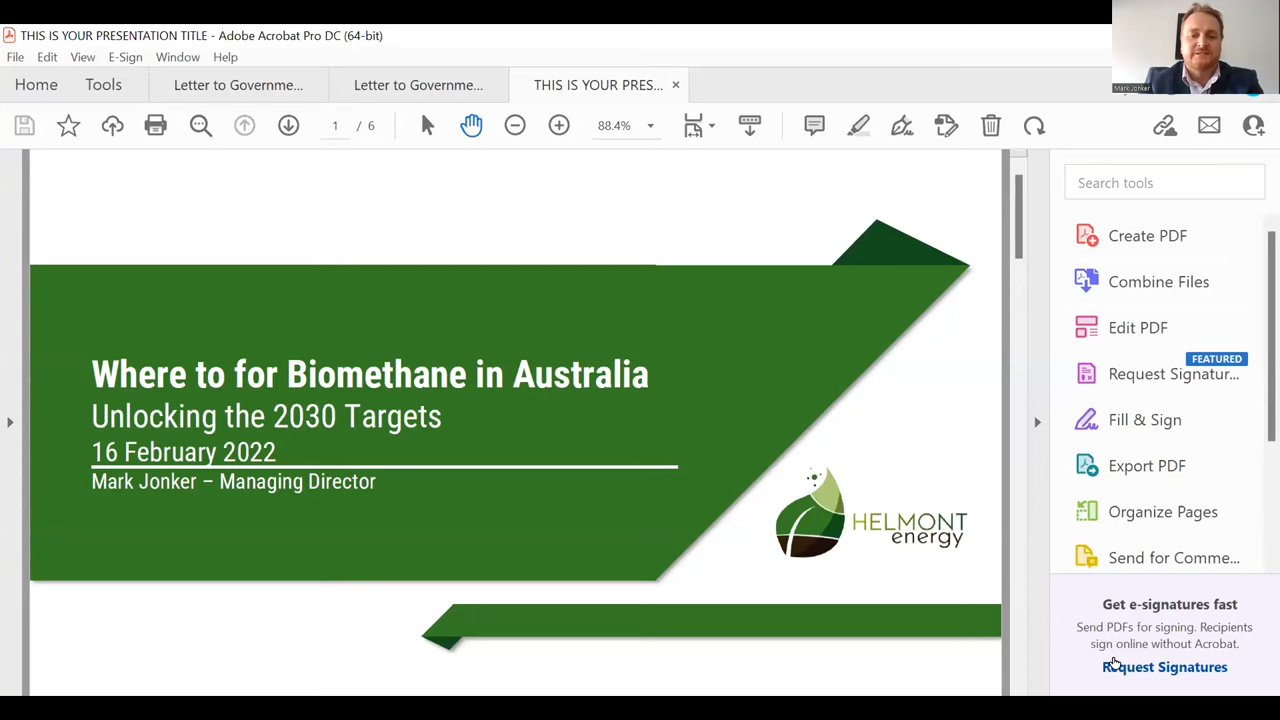 THIS IS YOUR PRESENTATION TITLE - Adobe Acrobat Pro DC (64-bit)
File Edit View E-Sign Window Help
Home Tools Letter to Governme... Letter to Governme... THIS IS YOUR PRES... ×
1 / 6 88.4%
Mark Jonker
Search tools
Create PDF
Combine Files
Edit PDF
FEATURED
Request Signatur...
Fill & Sign
Export PDF
Organize Pages
Send for Comme...
Get e-signatures fast
Send PDFs for signing. Recipients
sign online without Acrobat.
Request Signatures
Where to for Biomethane in Australia
Unlocking the 2030 Targets
16 February 2022
Mark Jonker – Managing Director
HELMONT
energy